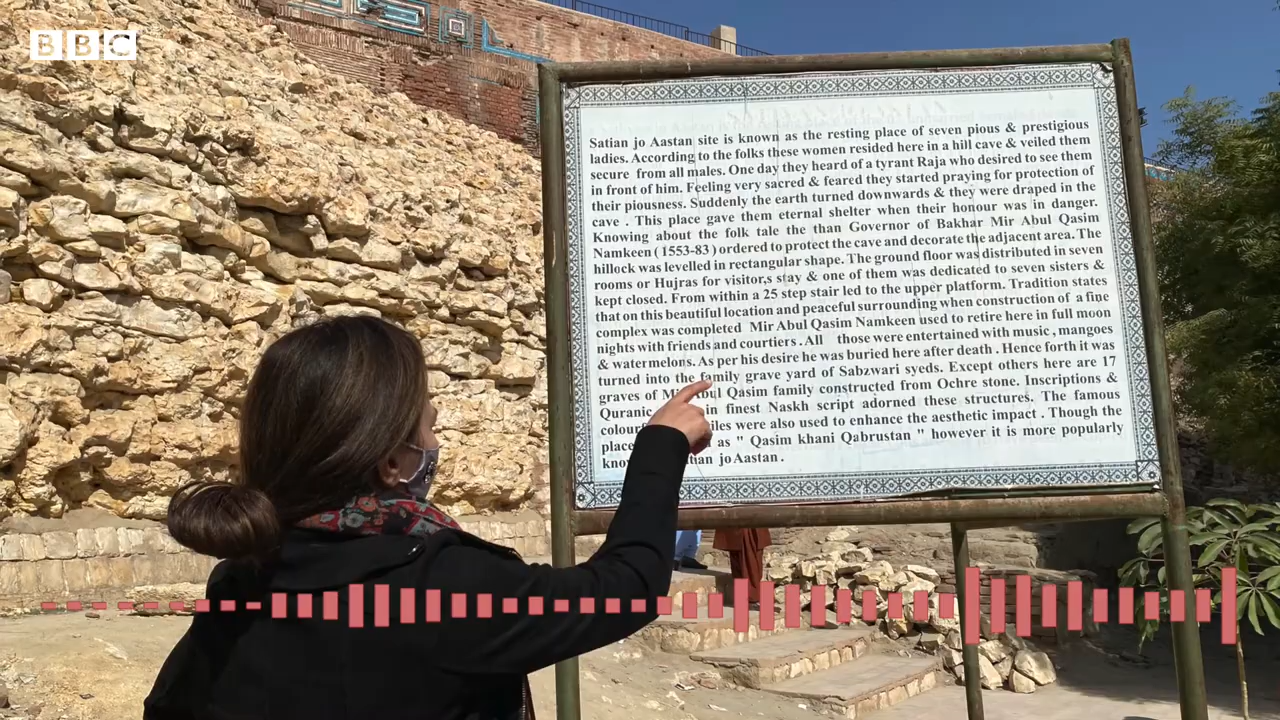 BBC
Satian jo Aastan site is known as the resting place of seven pious & prestigious
ladies. According to the folks these women resided here in a hill cave & veiled them
secure from all males. One day they heard of a tyrant Raja who desired to see them
in front of him. Feeling very sacred & feared they started praying for protection of
their piousness. Suddenly the earth turned downwards & they were draped in the
cave . This place gave them eternal shelter when their honour was in danger.
Knowing about the folk tale the than Governor of Bakhar Mir Abul Qasim
Namkeen ( 1553-83 ) ordered to protect the cave and decorate the adjacent area. The
hillock was levelled in rectangular shape. The ground floor was distributed in seven
rooms or Hujras for visitor,s stay & one of them was dedicated to seven sisters &
kept closed. From within a 25 step stair led to the upper platform. Tradition states
that on this beautiful location and peaceful surrounding when construction of a fine
complex was completed Mir Abul Qasim Namkeen used to retire here in full moon
nights with friends and courtiers . All those were entertained with music , mangoes
& watermelons. As per his desire he was buried here after death . Hence forth it was
turned into the family grave yard of Sabzwari syeds. Except others here are 17
graves of Abul Qasim family constructed from Ochre stone. Inscriptions &
Quranic in finest Naskh script adorned these structures. The famous
were also used to enhance the aesthetic impact . Though the
as " Qasim khani Qabrustan " however it is more popularly
jo Aastan .